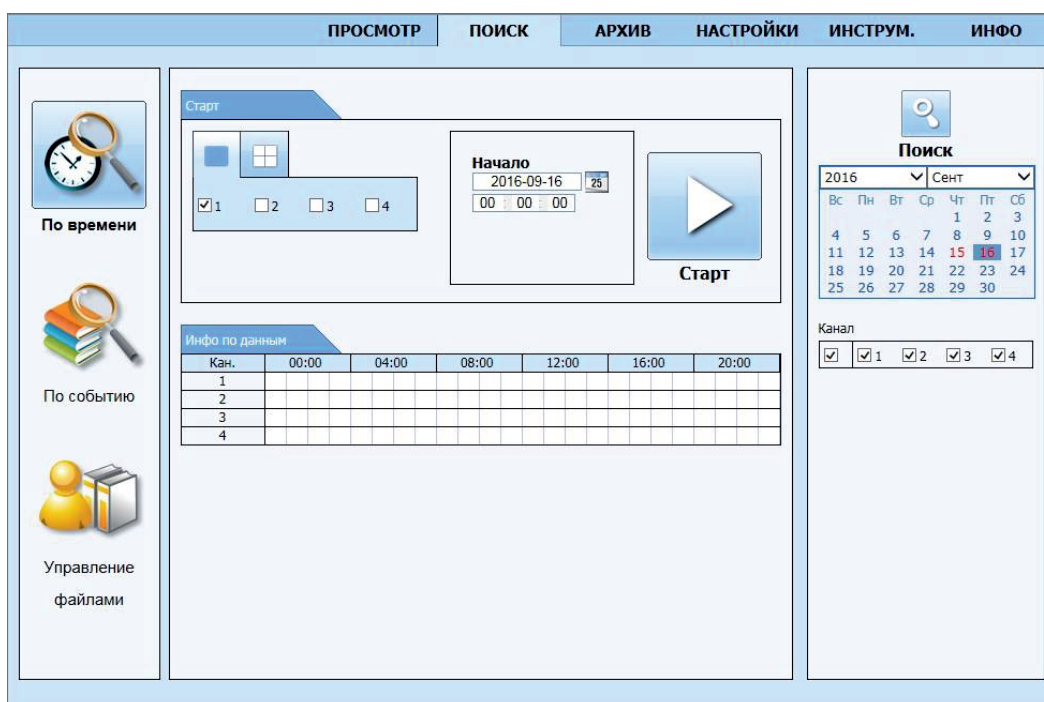 ПРОСМОТР ПОИСК АРХИВ НАСТРОЙКИ ИНСТРУМ. ИНФО
По времени
По событию
Управление
файлами
Старт
1 2 3 4
Начало
2016-09-16 25
00 : 00 : 00
Старт
Инфо по данным
Кан. 00:00 04:00 08:00 12:00 16:00 20:00
1
2
3
4
Поиск
2016 Сент
Вс Пн Вт Ср Чт Пт Сб
1 2 3
4 5 6 7 8 9 10
11 12 13 14 15 16 17
18 19 20 21 22 23 24
25 26 27 28 29 30
Канал
1 2 3 4